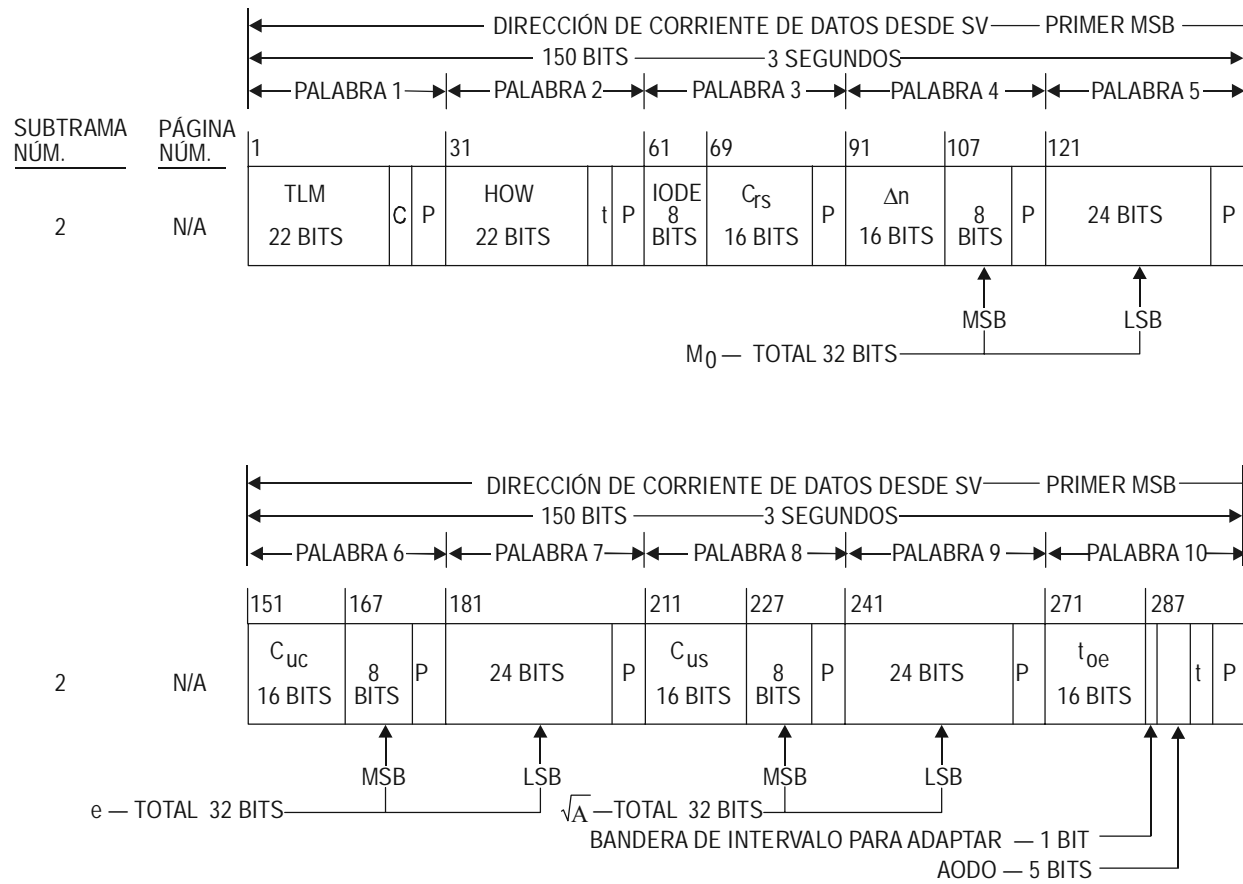 DIRECCIÓN DE CORRIENTE DE DATOS DESDE SV — PRIMER MSB
150 BITS — 3 SEGUNDOS
PALABRA 1 PALABRA 2 PALABRA 3 PALABRA 4 PALABRA 5
SUBTRAMA NÚM. PÁGINA NÚM.
1 31 61 69 91 107 121
2 N/A
TLM 22 BITS C P HOW 22 BITS t P IODE 8 BITS Crs 16 BITS P Δn 16 BITS 8 BITS P 24 BITS P
MSB LSB
M0 — TOTAL 32 BITS
DIRECCIÓN DE CORRIENTE DE DATOS DESDE SV — PRIMER MSB
150 BITS — 3 SEGUNDOS
PALABRA 6 PALABRA 7 PALABRA 8 PALABRA 9 PALABRA 10
151 167 181 211 227 241 271 287
2 N/A
Cuc 16 BITS 8 BITS P 24 BITS P Cus 16 BITS 8 BITS P 24 BITS P toe 16 BITS t P
MSB LSB MSB LSB
e — TOTAL 32 BITS √A — TOTAL 32 BITS
BANDERA DE INTERVALO PARA ADAPTAR — 1 BIT
AODO — 5 BITS